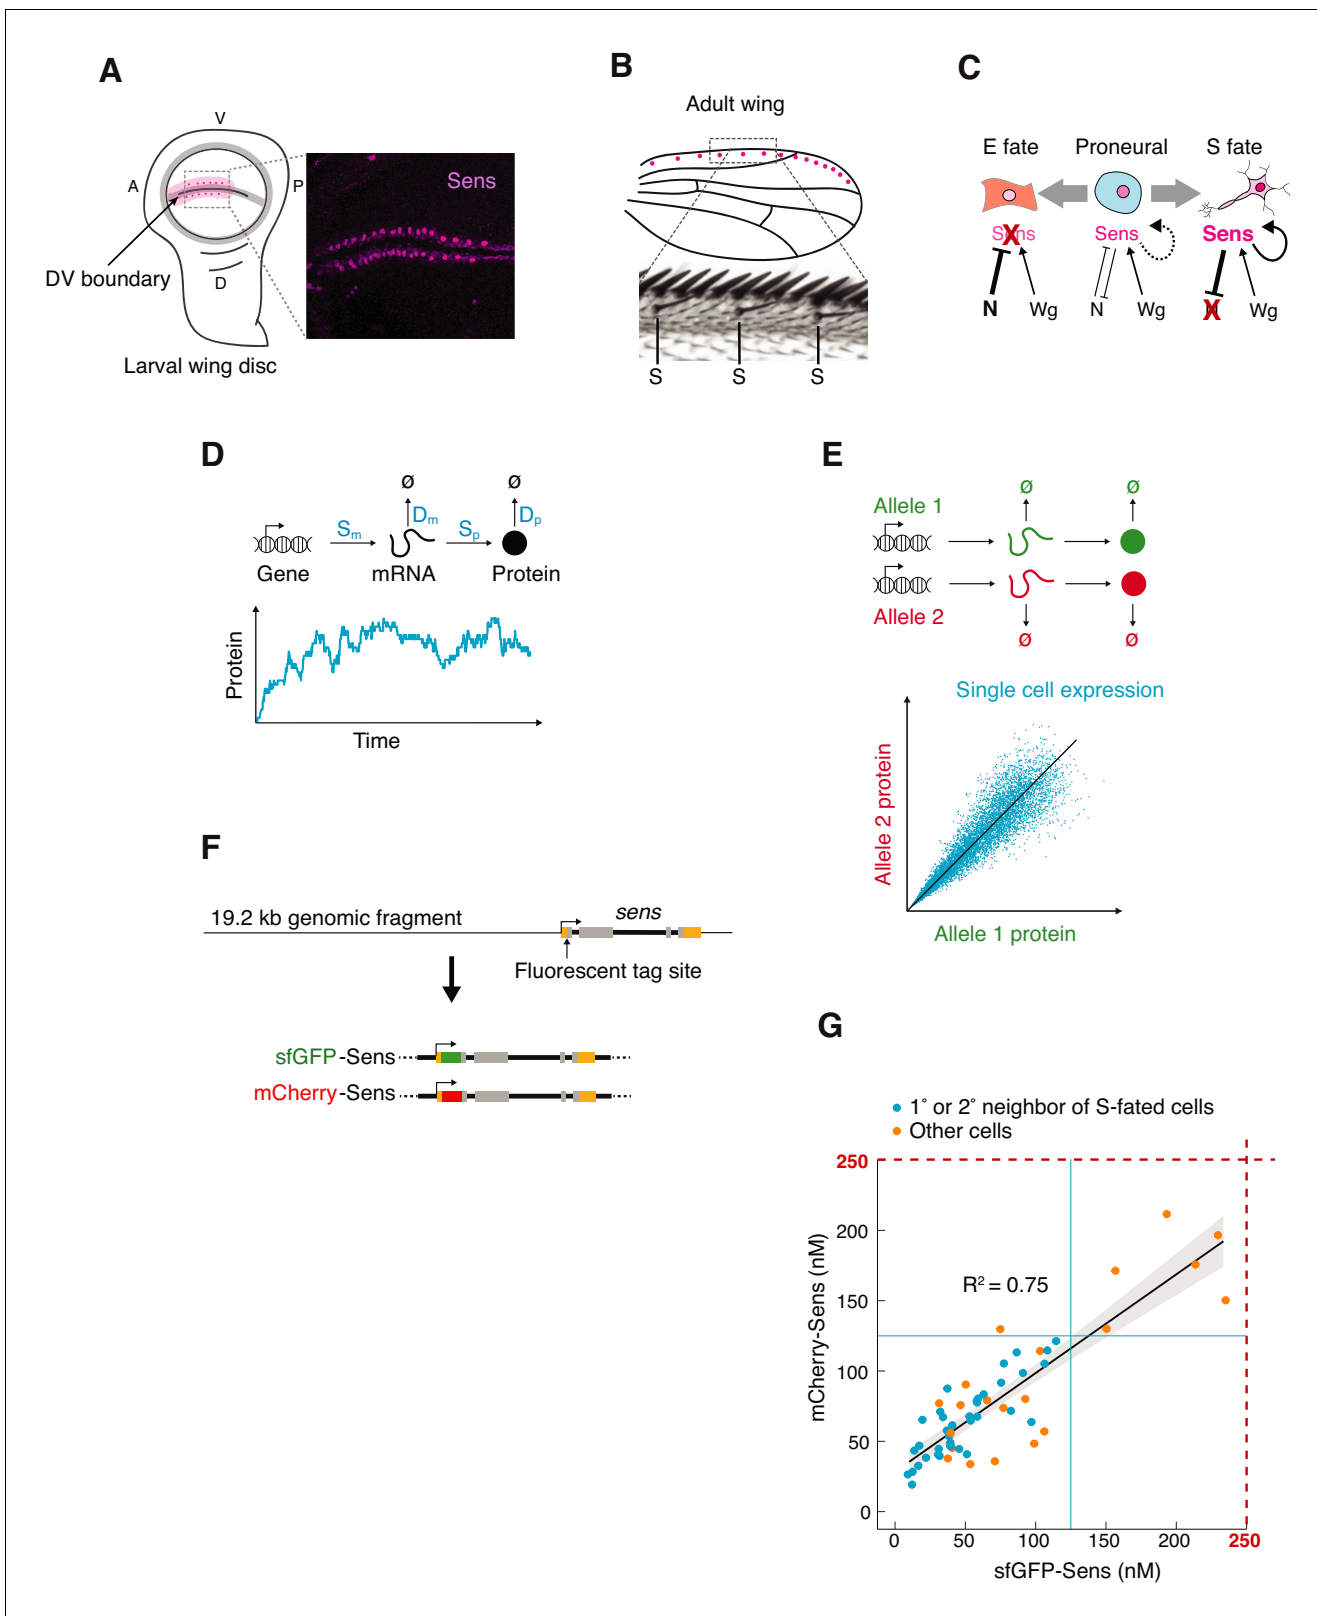 A
V
A
P
Sens
DV boundary
D
Larval wing disc
B
Adult wing
S
S
S
C
E fate
Proneural
S fate
Sens
Sens
Sens
N
Wg
N
Wg
Wg
D
Ø
Ø
Sm
Dm
Sp
Dp
Gene
mRNA
Protein
Protein
Time
E
Allele 1
Ø
Ø
Allele 2
Ø
Ø
Single cell expression
Allele 2 protein
Allele 1 protein
F
19.2 kb genomic fragment
sens
Fluorescent tag site
sfGFP-Sens
mCherry-Sens
G
1° or 2° neighbor of S-fated cells
Other cells
250
200
150
100
50
0
mCherry-Sens (nM)
R² = 0.75
0 50 100 150 200 250
sfGFP-Sens (nM)